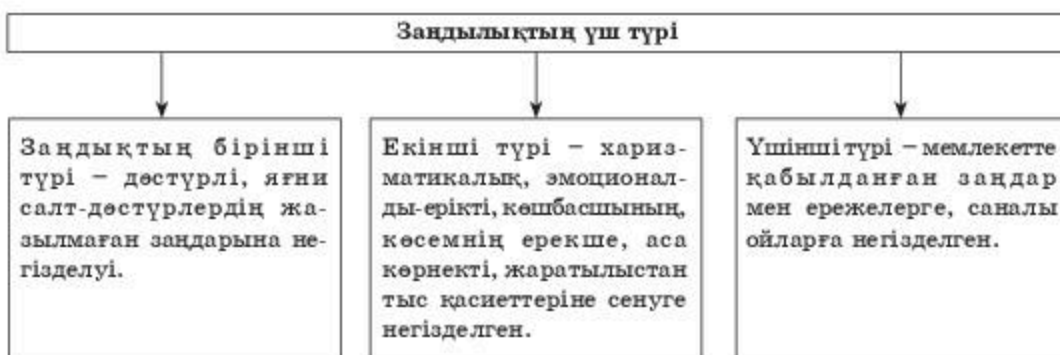 Заңдылықтың үш түрі
Заңдықтың бірінші
түрі – дәстүрлі, яғни
салт-дәстүрлердің жа-
зылмаған заңдарына не-
гізделуі.
Екінші түрі – хариз-
матикалық, эмоционал-
ды-ерікті, көшбасшының,
көсемнің ерекше, аса
көрнекті, жаратылыстан
тыс қасиеттеріне сенуге
негізделген.
Үшінші түрі – мемлекетте
қабылданған заңдар
мен ережелерге, саналы
ойларға негізделген.